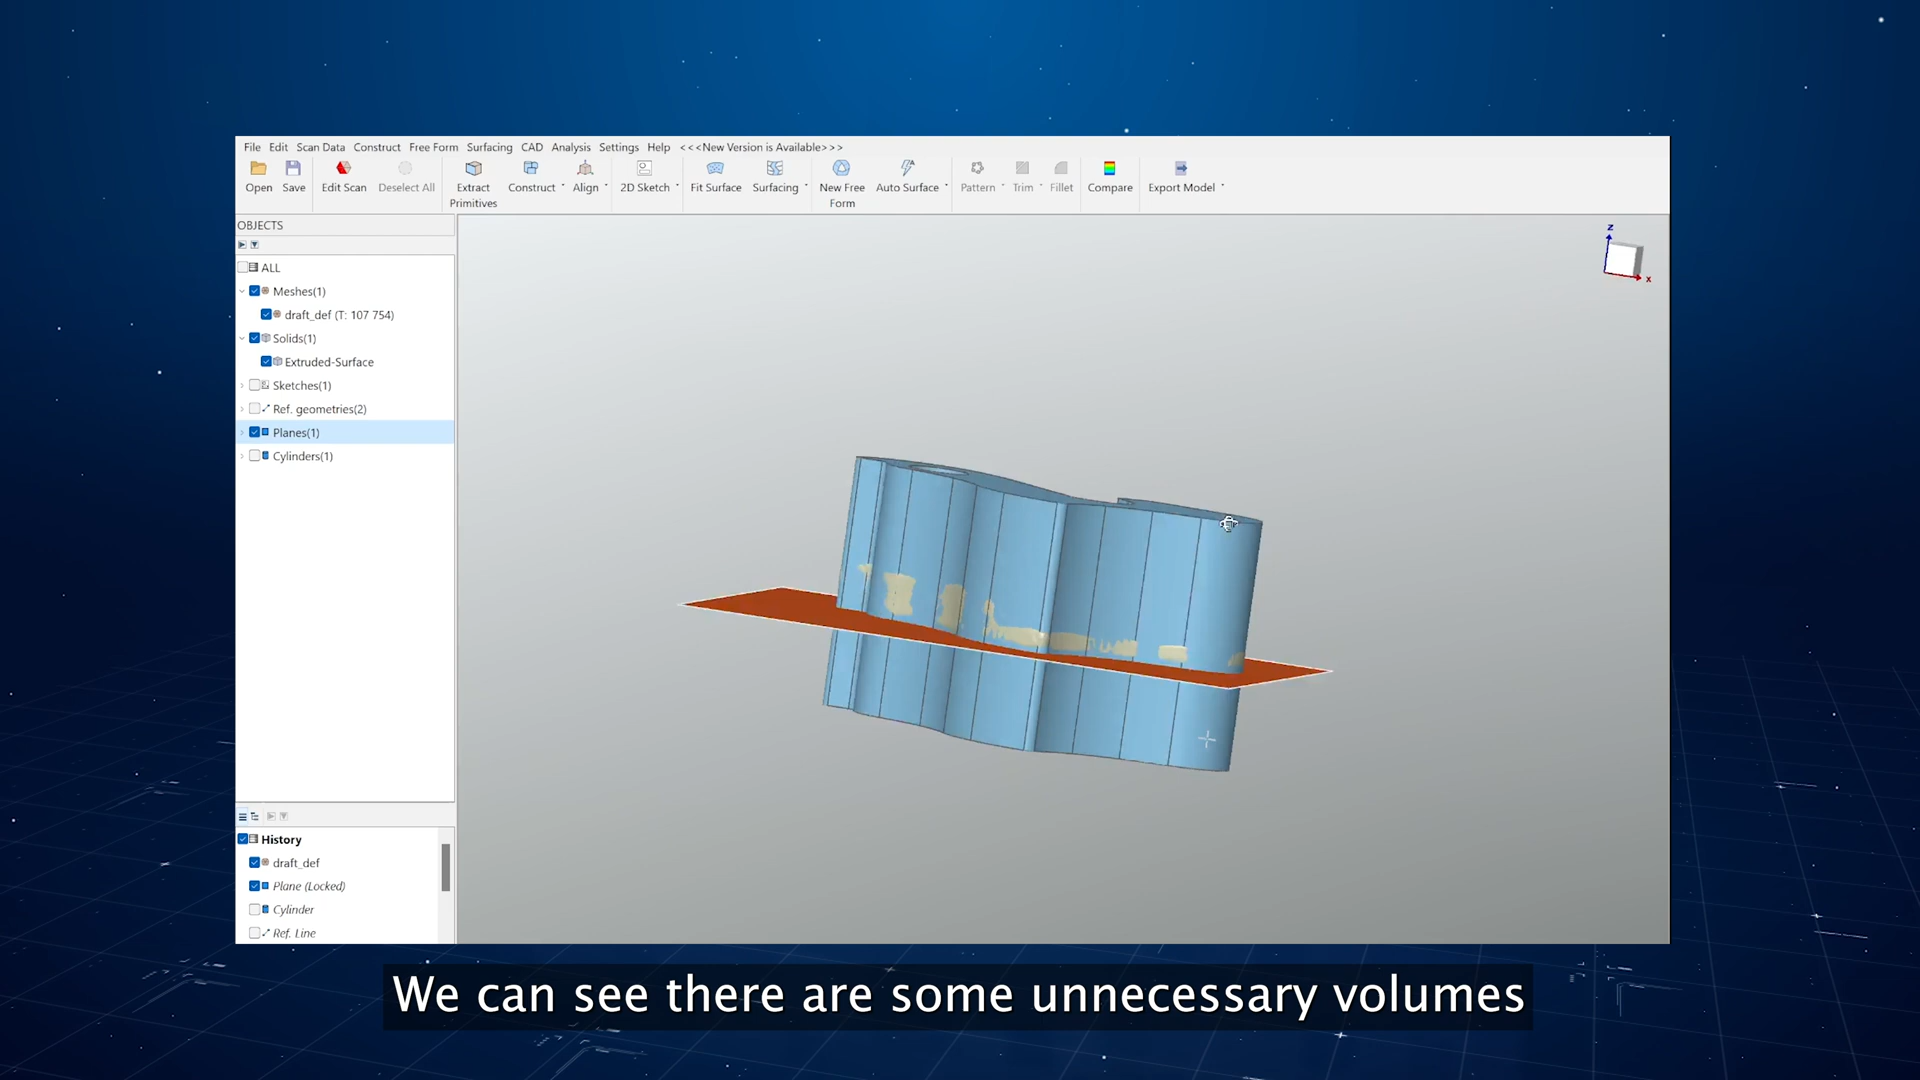 File Edit Scan Data Construct Free Form Surfacing CAD Analysis Settings Help <<<New Version is Available>>>
Open Save Edit Scan Deselect All Extract Primitives Construct Align 2D Sketch Fit Surface Surfacing New Free Form Auto Surface Pattern Trim Fillet Compare Export Model
OBJECTS
ALL
Meshes(1)
draft_def (T: 107 754)
Solids(1)
Extruded-Surface
Sketches(1)
Ref. geometries(2)
Planes(1)
Cylinders(1)
z
x
History
draft_def
Plane (Locked)
Cylinder
Ref. Line
We can see there are some unnecessary volumes